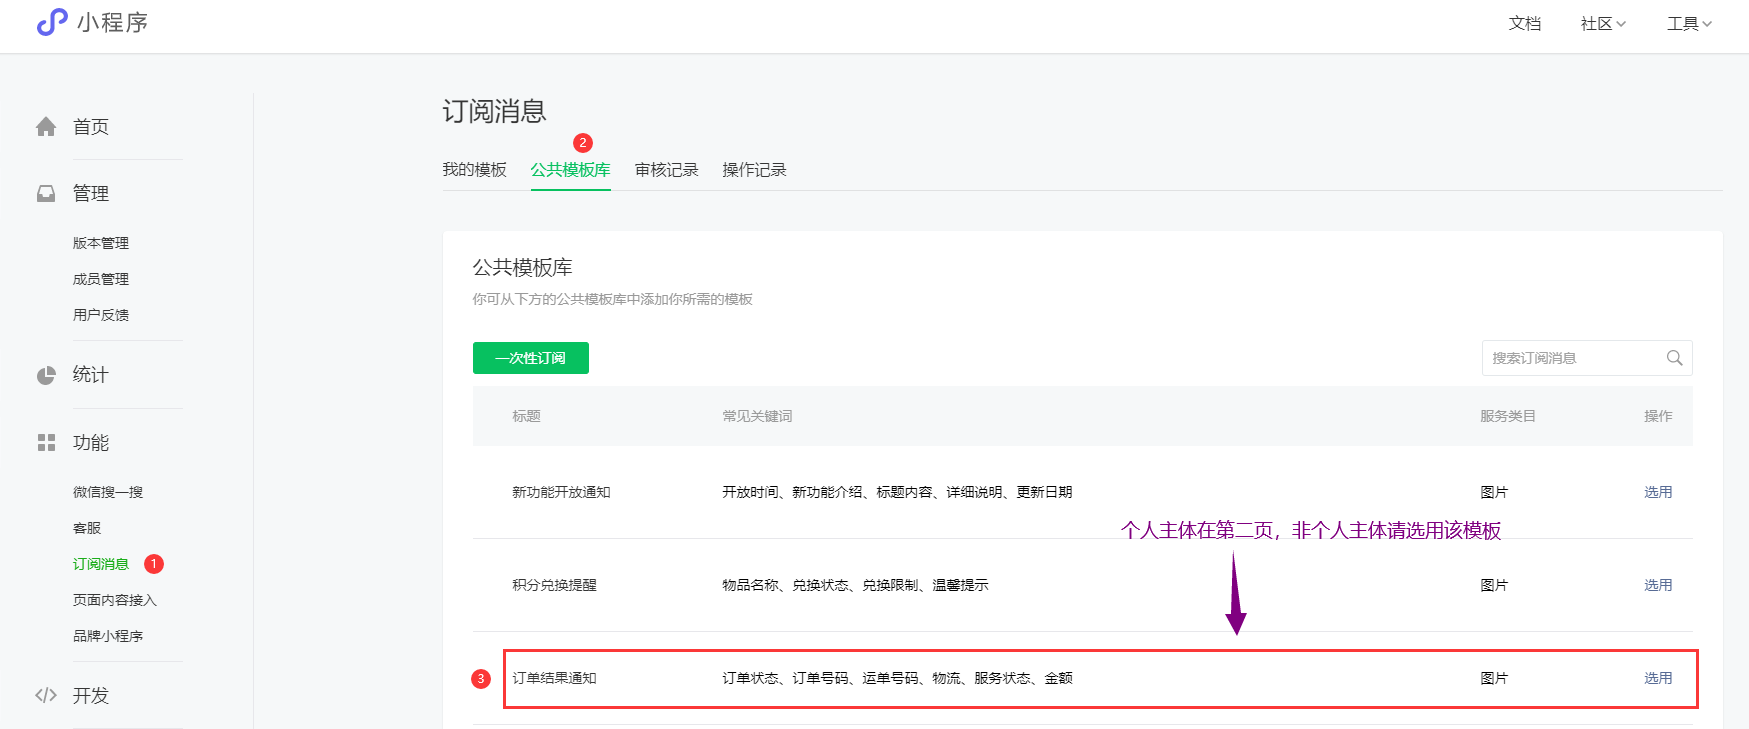 小程序
文档 社区 工具
首页
管理
版本管理
成员管理
用户反馈
统计
功能
微信搜一搜
客服
订阅消息 1
页面内容接入
品牌小程序
开发
订阅消息
2
我的模板 公共模板库 审核记录 操作记录
公共模板库
你可从下方的公共模板库中添加你所需的模板
一次性订阅 搜索订阅消息
标题 常见关键词 服务类目 操作
新功能开放通知 开放时间、新功能介绍、标题内容、详细说明、更新日期 图片 选用
个人主体在第二页，非个人主体请选用该模板
积分兑换提醒 物品名称、兑换状态、兑换限制、温馨提示 图片 选用
3 订单结果通知 订单状态、订单号码、运单号码、物流、服务状态、金额 图片 选用